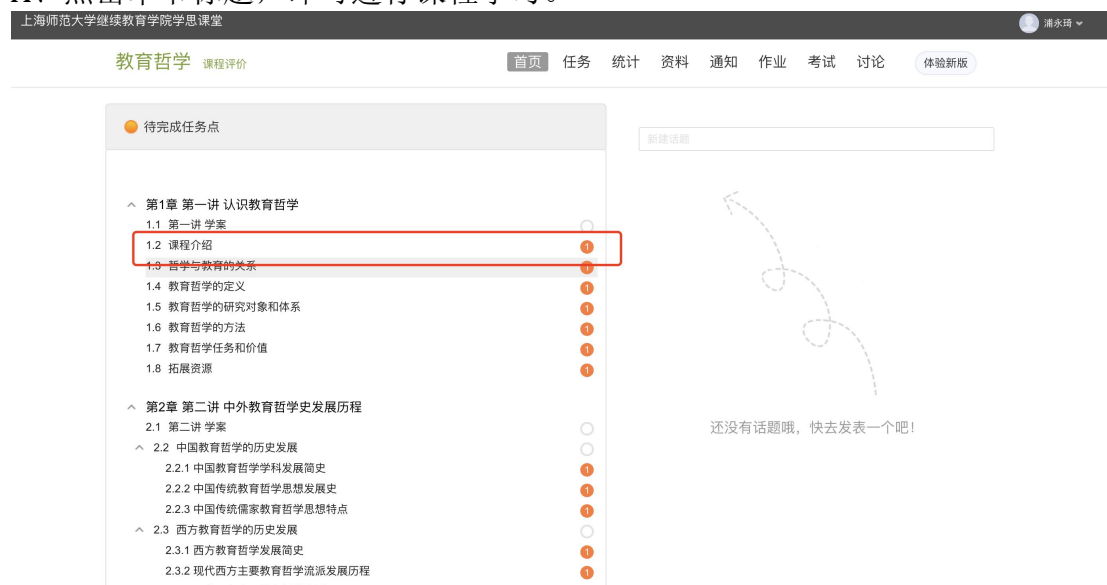 上海师范大学继续教育学院学思课堂
浦永琦
教育哲学 课程评价
首页 任务 统计 资料 通知 作业 考试 讨论 体验新版
待完成任务点
新建话题
第1章 第一讲 认识教育哲学
1.1 第一讲 学案
1.2 课程介绍 1
1.3 哲学与教育的关系 1
1.4 教育哲学的定义 1
1.5 教育哲学的研究对象和体系 1
1.6 教育哲学的方法 1
1.7 教育哲学任务和价值 1
1.8 拓展资源 1
第2章 第二讲 中外教育哲学史发展历程
2.1 第二讲 学案
2.2 中国教育哲学的历史发展
2.2.1 中国教育哲学学科发展简史 1
2.2.2 中国传统教育哲学思想发展史 1
2.2.3 中国传统儒家教育哲学思想特点 1
2.3 西方教育哲学的历史发展
2.3.1 西方教育哲学发展简史 1
2.3.2 现代西方主要教育哲学流派发展历程 1
还没有话题哦，快去发表一个吧！